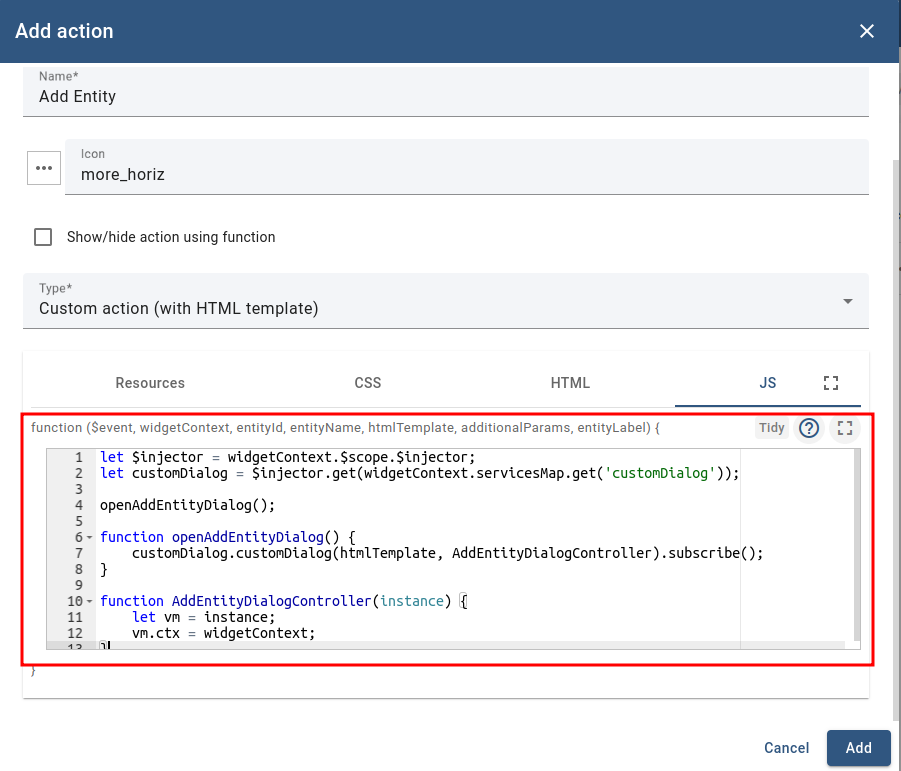 Add action
Name*
Add Entity
Icon
more_horiz
Show/hide action using function
Type*
Custom action (with HTML template)
Resources CSS HTML JS
function ($event, widgetContext, entityId, entityName, htmlTemplate, additionalParams, entityLabel) { Tidy
1 let $injector = widgetContext.$scope.$injector;
2 let customDialog = $injector.get(widgetContext.servicesMap.get('customDialog'));
3
4 openAddEntityDialog();
5
6 function openAddEntityDialog() {
7     customDialog.customDialog(htmlTemplate, AddEntityDialogController).subscribe();
8 }
9
10 function AddEntityDialogController(instance) {
11     let vm = instance;
12     vm.ctx = widgetContext;
13 }
}
Cancel Add